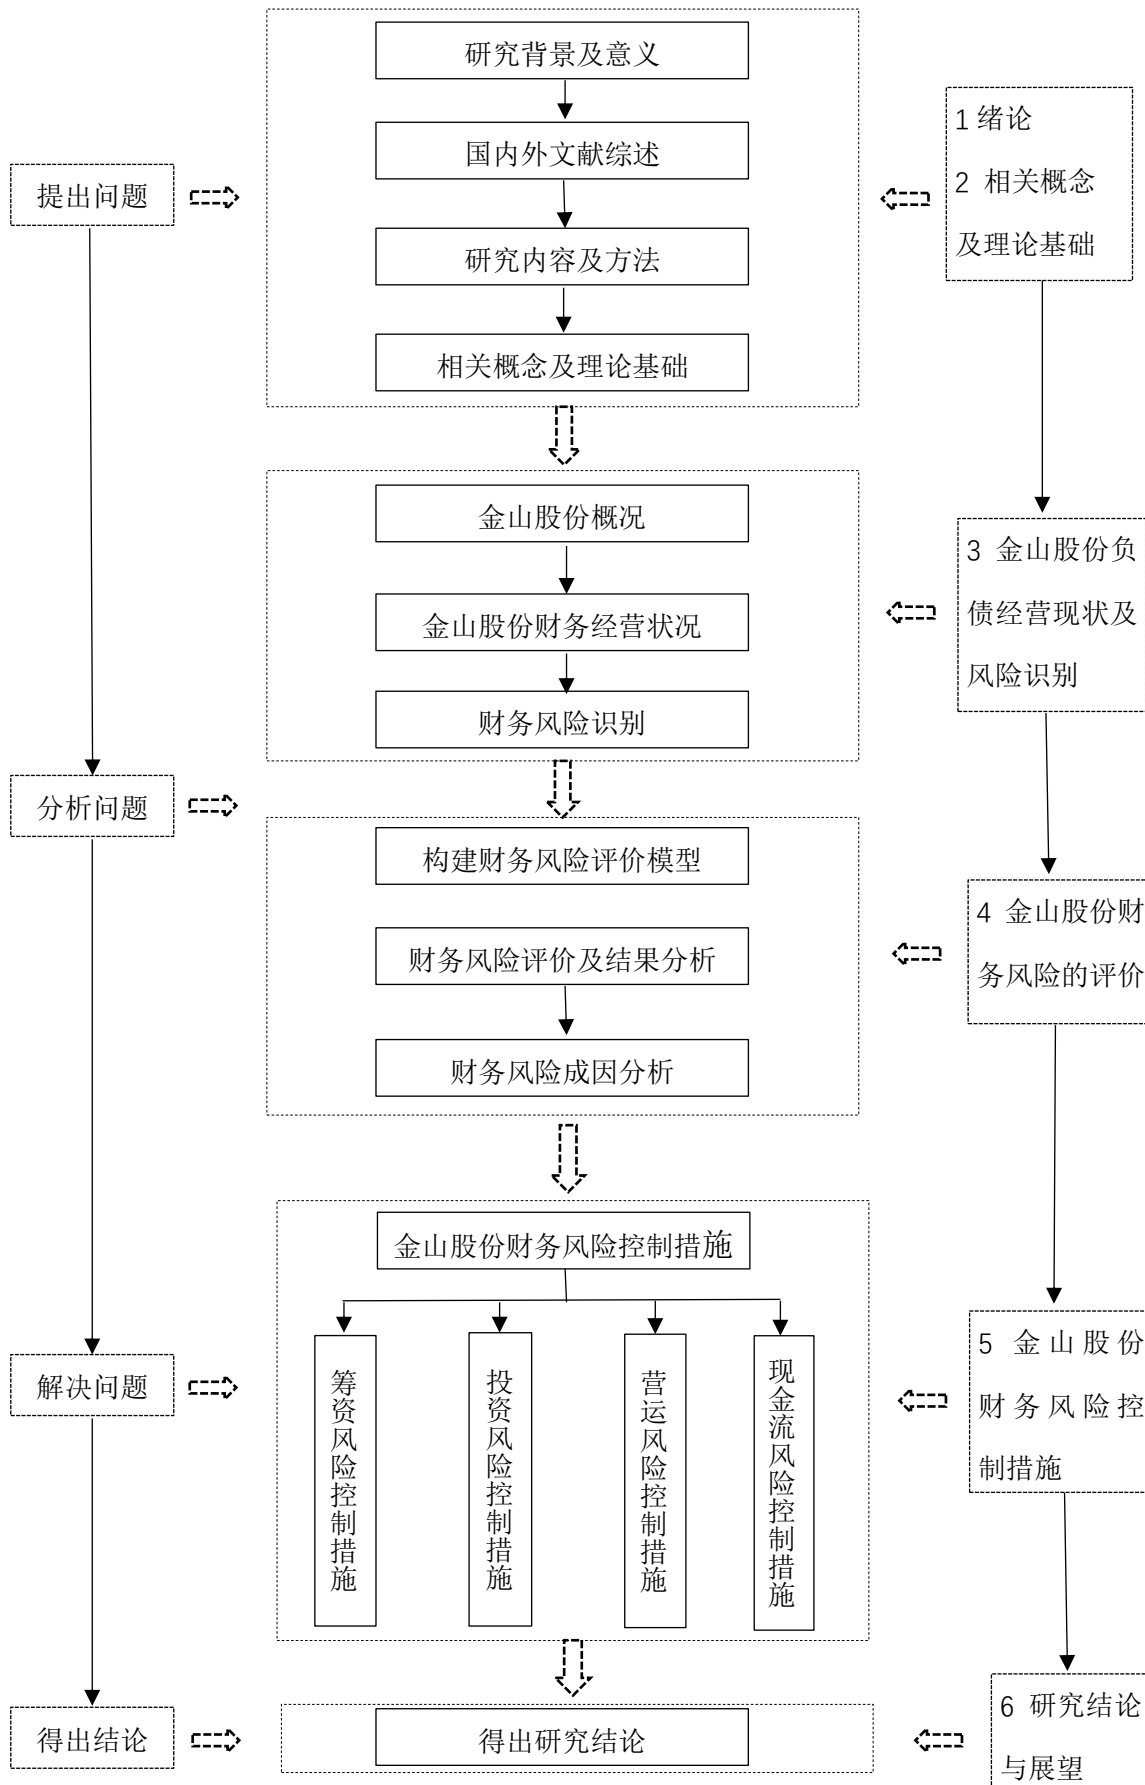 研究背景及意义
国内外文献综述
研究内容及方法
相关概念及理论基础
提出问题
1 绪论
2 相关概念
及理论基础
金山股份概况
金山股份财务经营状况
财务风险识别
3 金山股份负
债经营现状及
风险识别
分析问题
构建财务风险评价模型
财务风险评价及结果分析
财务风险成因分析
4 金山股份财
务风险的评价
金山股份财务风险控制措施
筹资风险控制措施
投资风险控制措施
营运风险控制措施
现金流风险控制措施
解决问题
5 金山股份
财务风险控
制措施
得出结论
得出研究结论
6 研究结论
与展望